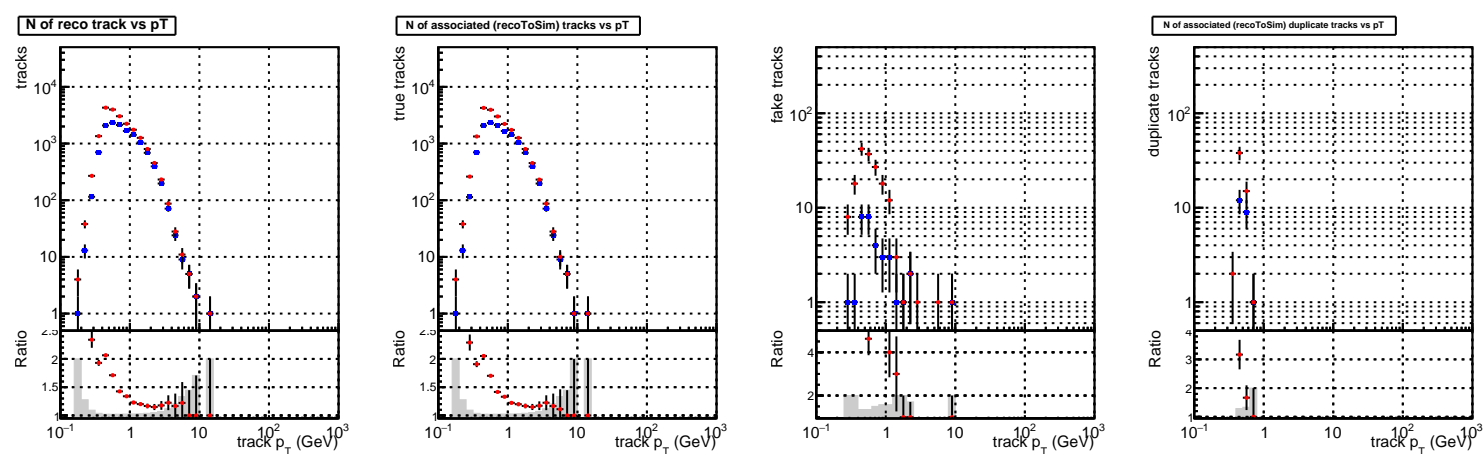 N of reco track vs pT
N of associated (recoToSim) tracks vs pT
N of associated (recoToSim) duplicate tracks vs pT
tracks
10^4
10^3
10^2
10
1
Ratio
2.5
2
1.5
1
10^-1 1 10 10^2 10^3
track p_T (GeV)
true tracks
10^4
10^3
10^2
10
1
Ratio
2.5
2
1.5
1
10^-1 1 10 10^2 10^3
track p_T (GeV)
fake tracks
10^2
10
1
Ratio
4
2
10^-1 1 10 10^2 10^3
track p_T (GeV)
duplicate tracks
10^2
10
1
Ratio
4
3
2
1
10^-1 1 10 10^2 10^3
track p_T (GeV)